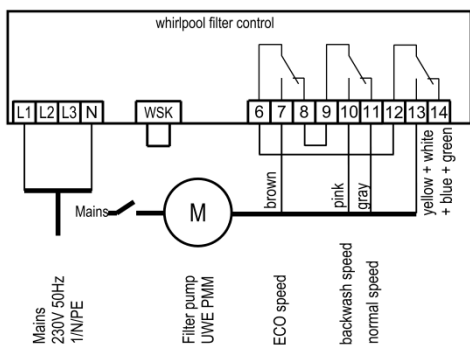 whirlpool filter control
L1 L2 L3 N WSK 6 7 8 9 10 11 12 13 14
Mains
M
brown
pink
gray
yellow + white
+ blue + green
Mains
230V 50Hz
1/N/PE
Filter pump
UWE PMM
ECO speed
backwash speed
normal speed